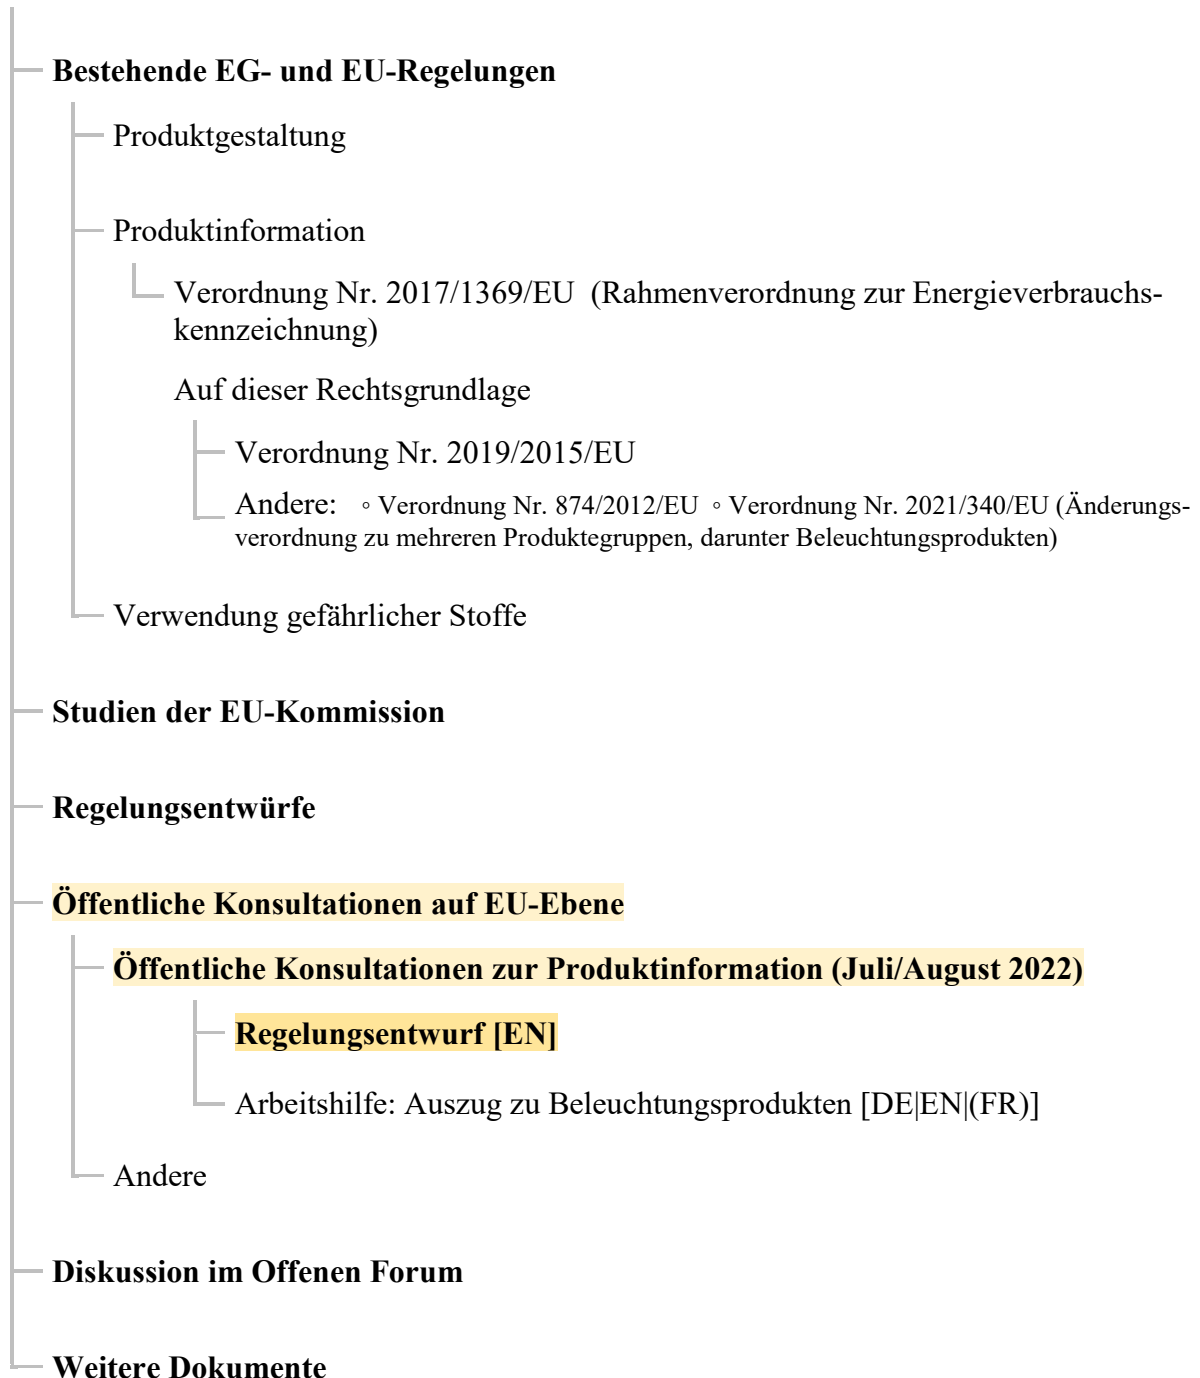 Bestehende EG- und EU-Regelungen
Produktgestaltung
Produktinformation
Verordnung Nr. 2017/1369/EU  (Rahmenverordnung zur Energieverbrauchs-
kennzeichnung)
Auf dieser Rechtsgrundlage
Verordnung Nr. 2019/2015/EU
Andere:   ◦ Verordnung Nr. 874/2012/EU  ◦ Verordnung Nr. 2021/340/EU (Änderungs-
verordnung zu mehreren Produktegruppen, darunter Beleuchtungsprodukten)
Verwendung gefährlicher Stoffe
Studien der EU-Kommission
Regelungsentwürfe
Öffentliche Konsultationen auf EU-Ebene
Öffentliche Konsultationen zur Produktinformation (Juli/August 2022)
Regelungsentwurf [EN]
Arbeitshilfe: Auszug zu Beleuchtungsprodukten [DE|EN|(FR)]
Andere
Diskussion im Offenen Forum
Weitere Dokumente